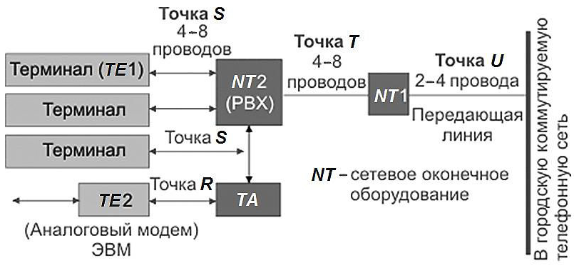 Точка S
4–8
проводов
Терминал (TE1)
Терминал
Терминал
Точка S
NT2
(PBX)
Точка T
4–8
проводов
NT1
Точка U
2–4 провода
Передающая
линия
NT – сетевое оконечное
оборудование
TE2
Точка R
TA
(Аналоговый модем)
ЭВМ
В городскую коммутируемую
телефонную сеть